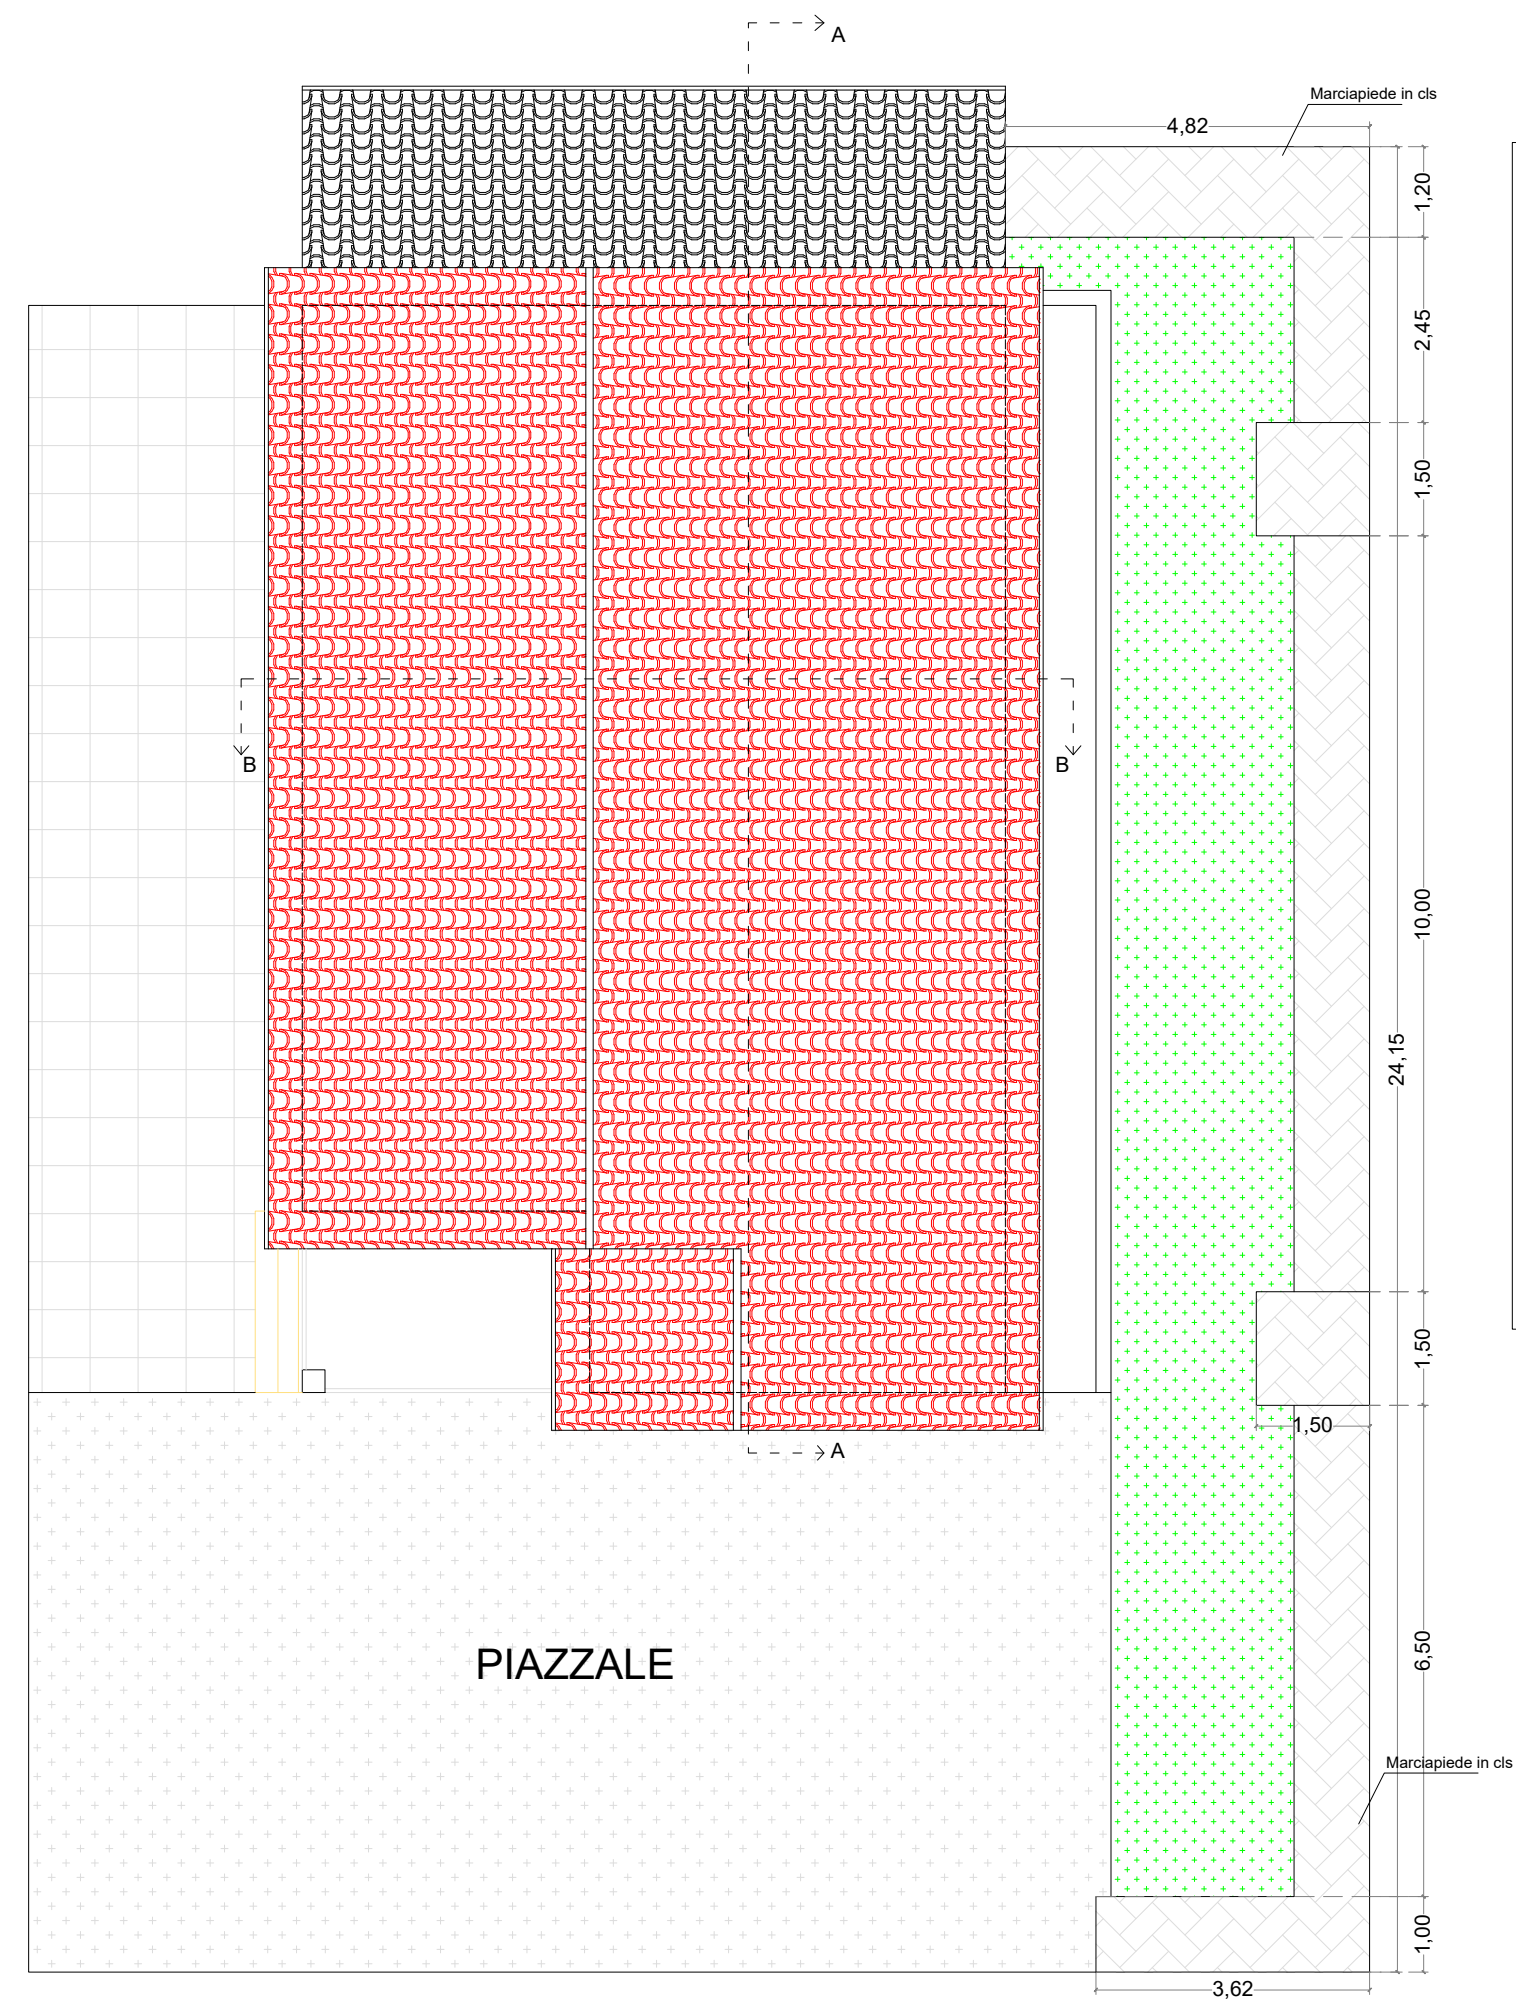 A
Marciapiede in cls
4,82
1,20
2,45
1,50
B
B
10,00
24,15
1,50
1,50
A
6,50
PIAZZALE
Marciapiede in cls
1,00
3,62